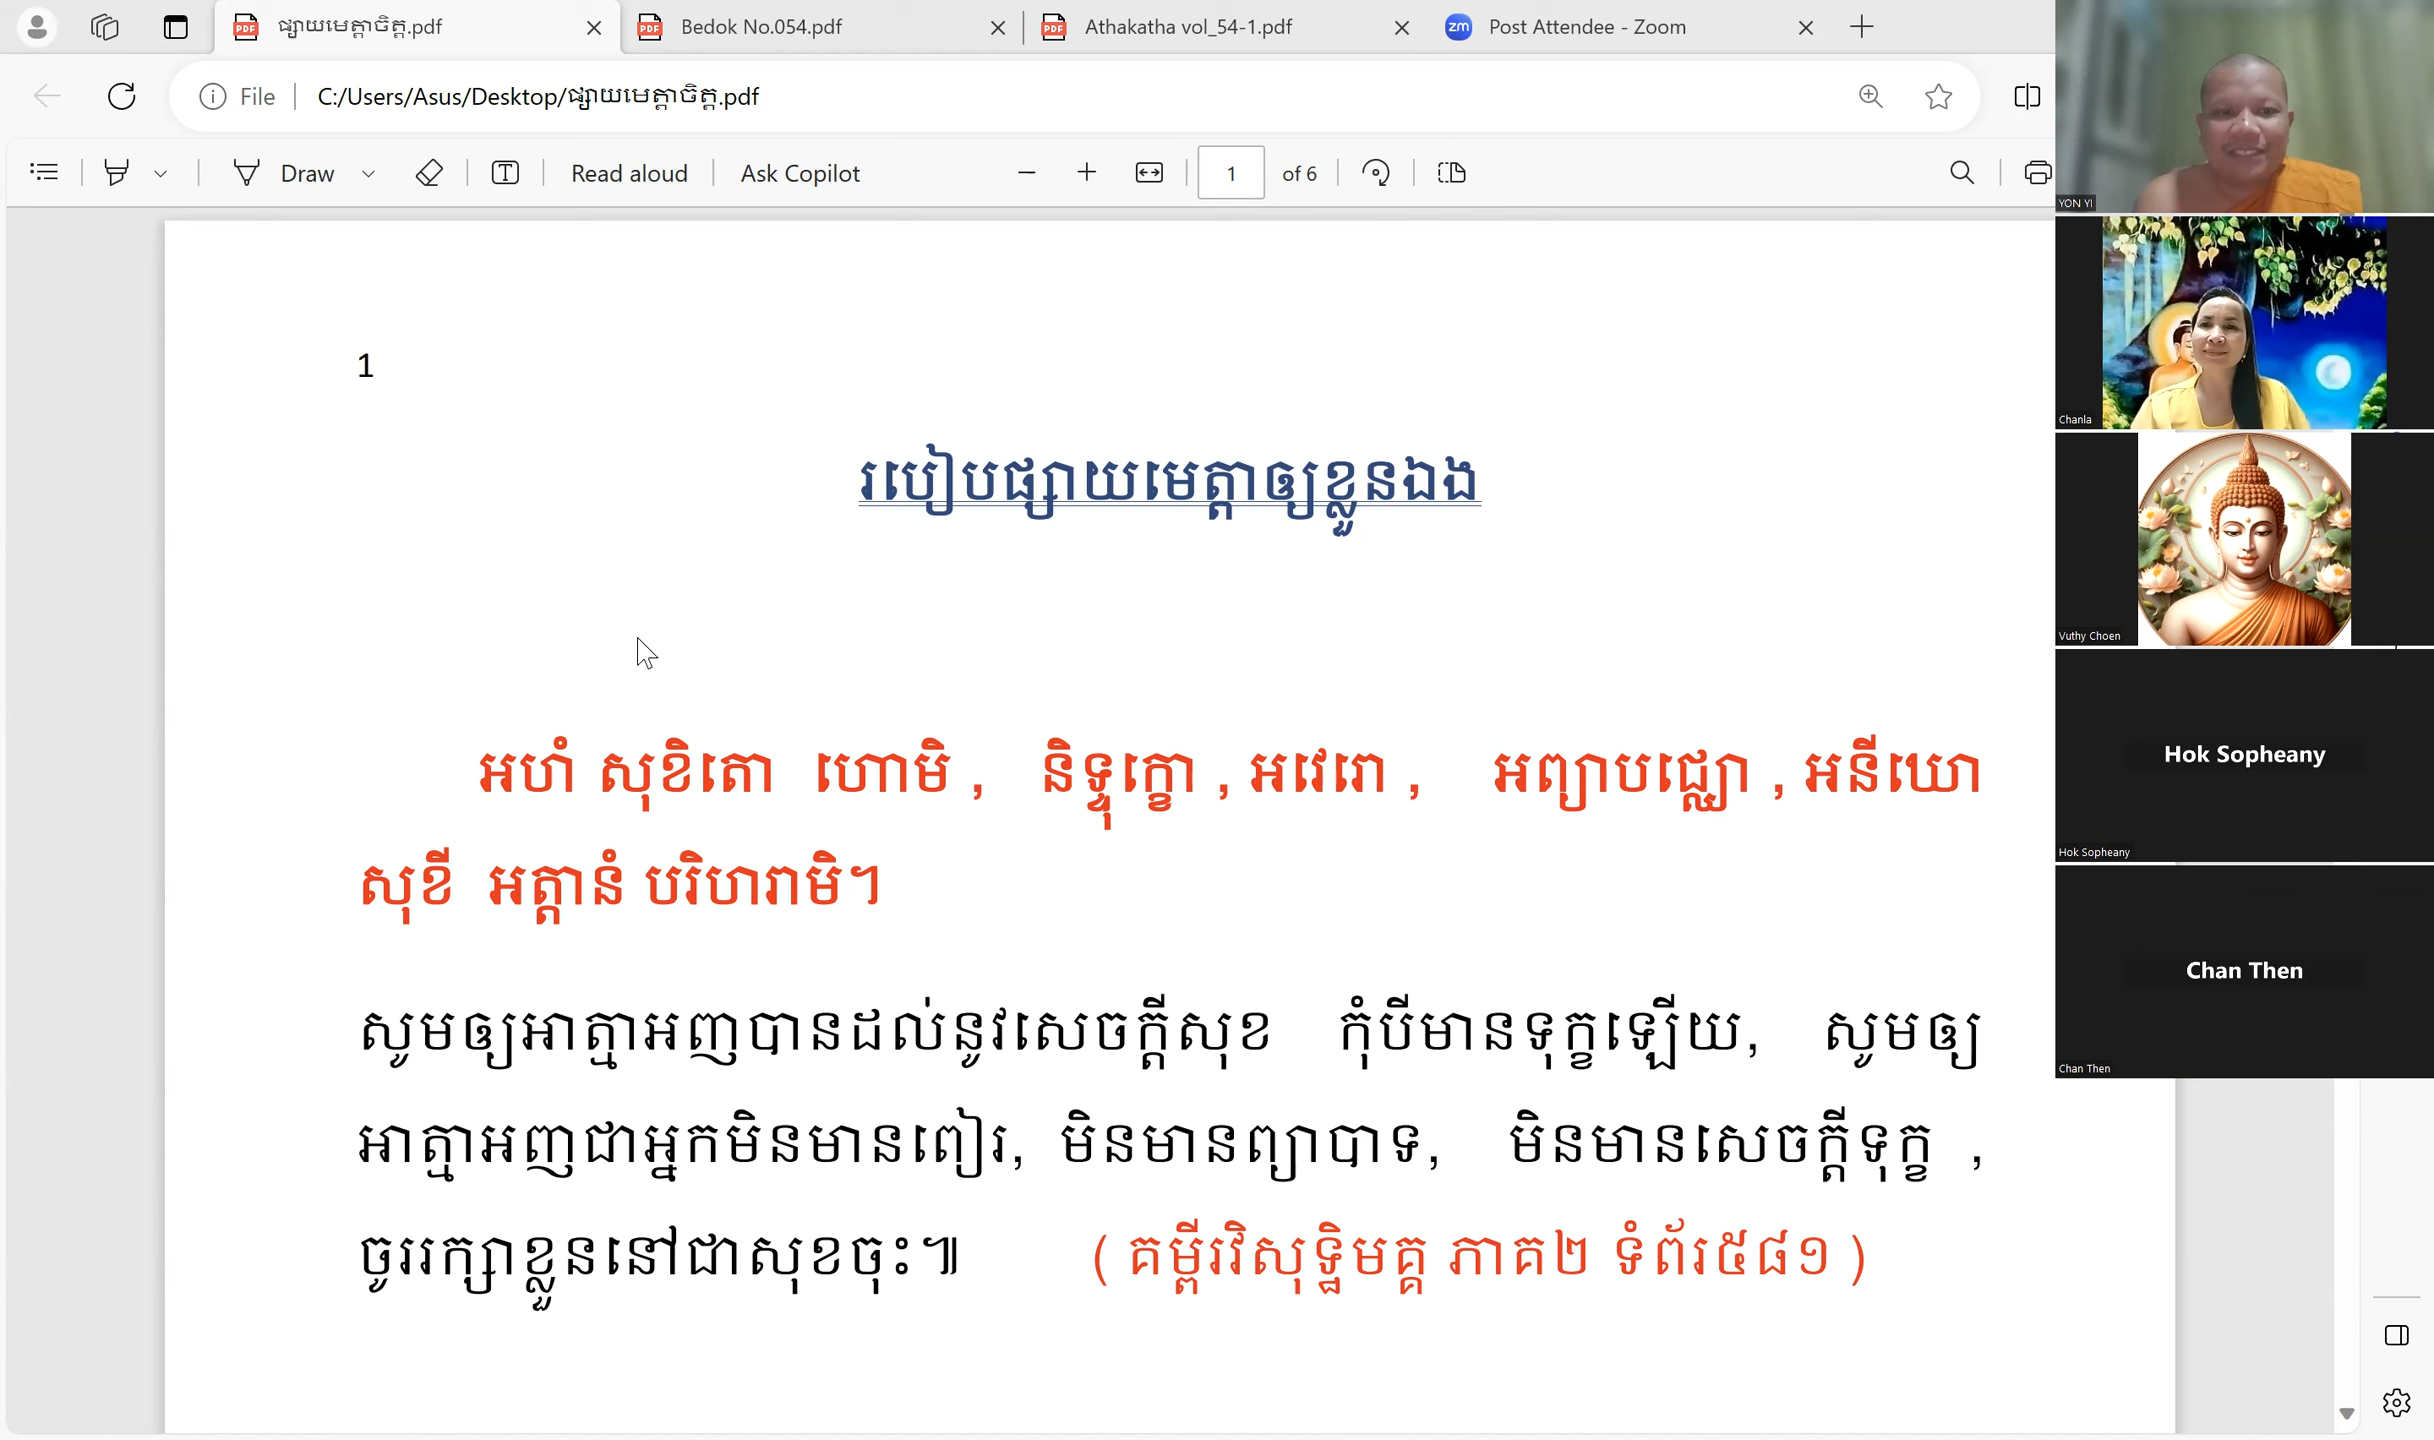 ផ្សាយមេត្តាចិត្ត.pdf
Bedok No.054.pdf
Athakatha vol_54-1.pdf
Post Attendee - Zoom
File
C:/Users/Asus/Desktop/ផ្សាយមេត្តាចិត្ត.pdf
Draw
Read aloud
Ask Copilot
1
of 6
1
របៀបផ្សាយមេត្តាឲ្យខ្លួនឯង
អហំ សុខិតោ ហោមិ , និទ្ទុក្ខោ , អវេរោ , អព្យាបជ្ឈោ , អនីឃោ
សុខី អត្តានំ បរិហរាមិ។
សូមឲ្យអាត្មាអញបានដល់នូវសេចក្តីសុខ កុំបីមានទុក្ខឡើយ, សូមឲ្យ
អាត្មាអញជាអ្នកមិនមានពៀរ, មិនមានព្យាបាទ, មិនមានសេចក្តីទុក្ខ ,
ចូររក្សាខ្លួននៅជាសុខចុះ៕ ( គម្ពីរវិសុទ្ឋិមគ្គ ភាគ២ ទំព័រ៥៨១ )
YON YI
Chanla
Vuthy Choen
Hok Sopheany
Hok Sopheany
Chan Then
Chan Then